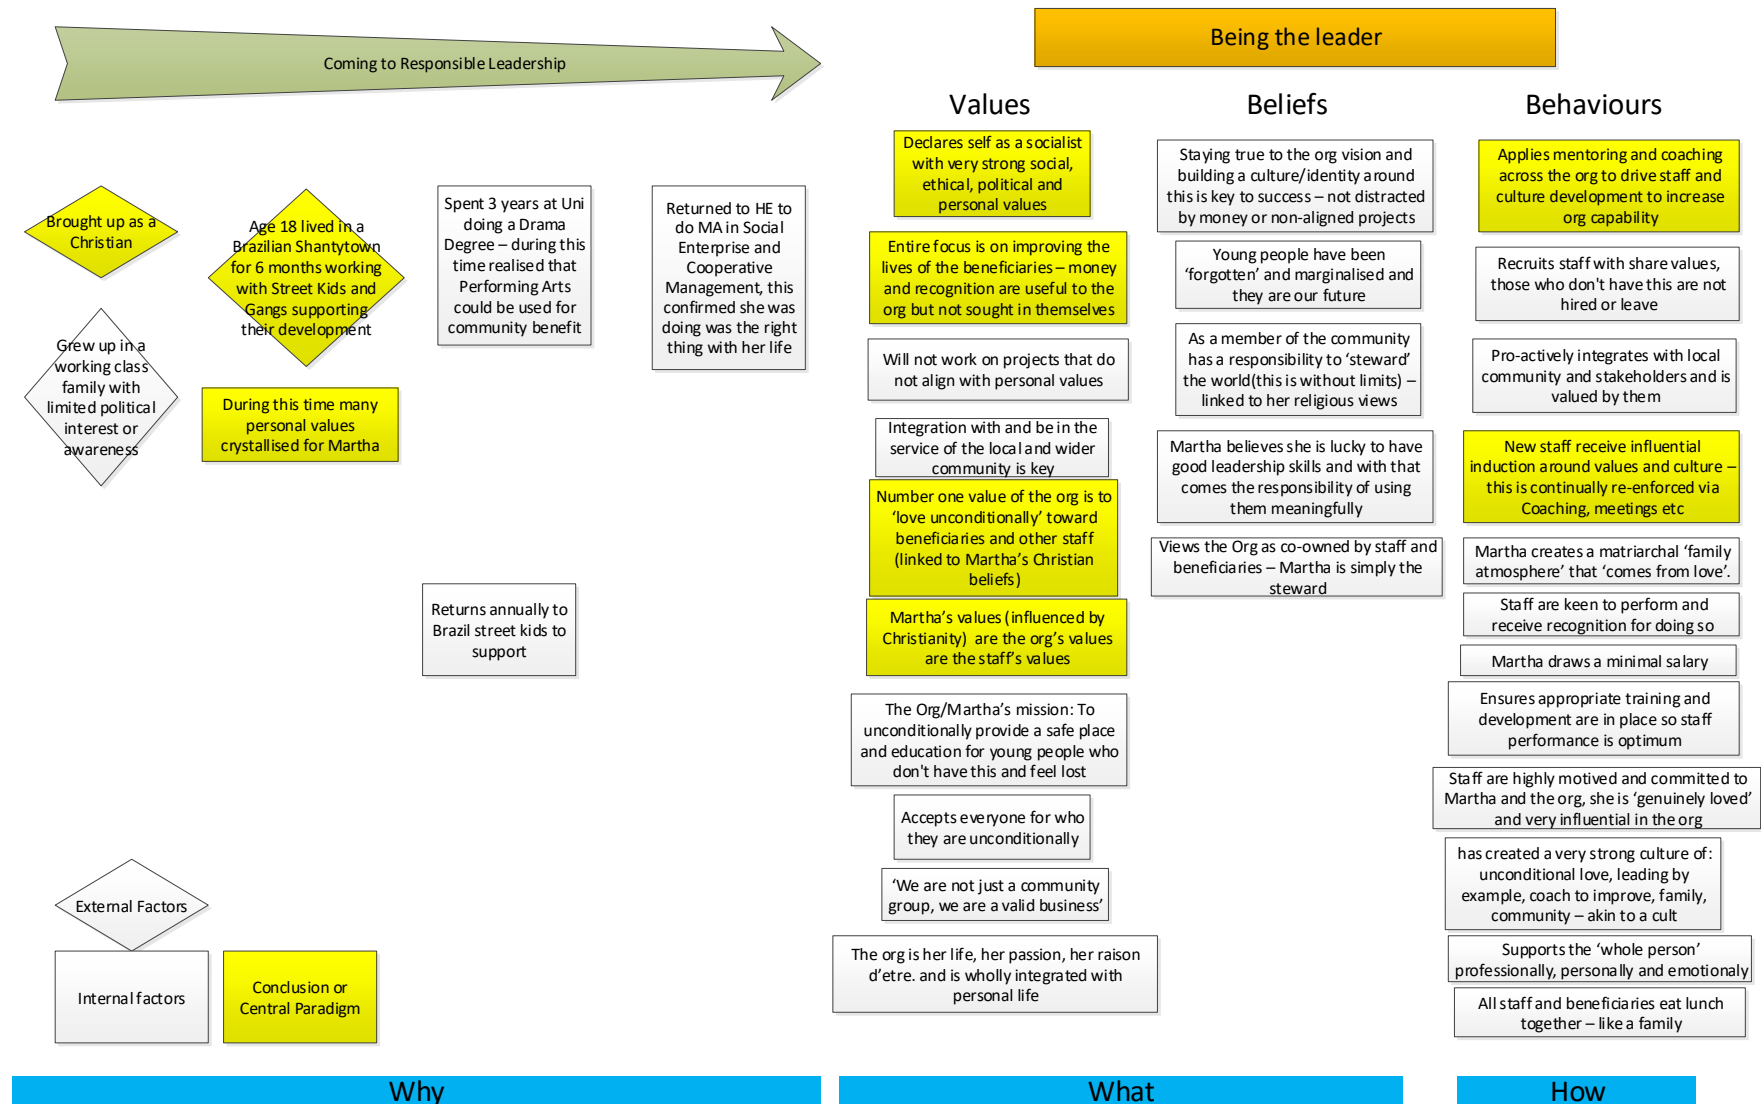 Coming to Responsible Leadership
Being the leader
Values
Beliefs
Behaviours
Brought up as a
Christian
Grew up in a
working class
family with
limited political
interest or
awareness
Age 18 lived in a
Brazilian Shantytown
for 6 months working
with Street Kids and
Gangs supporting
their development
During this time many
personal values
crystallised for Martha
Spent 3 years at Uni
doing a Drama
Degree – during this
time realised that
Performing Arts
could be used for
community benefit
Returns annually to
Brazil street kids to
support
Returned to HE to
do MA in Social
Enterprise and
Cooperative
Management, this
confirmed she was
doing was the right
thing with her life
External Factors
Internal factors
Conclusion or
Central Paradigm
Declares self as a socialist
with very strong social,
ethical, political and
personal values
Entire focus is on improving the
lives of the beneficiaries – money
and recognition are useful to the
org but not sought in themselves
Will not work on projects that do
not align with personal values
Integration with and be in the
service of the local and wider
community is key
Number one value of the org is to
‘love unconditionally’ toward
beneficiaries and other staff
(linked to Martha’s Christian
beliefs)
Martha’s values (influenced by
Christianity) are the org’s values
are the staff’s values
The Org/Martha’s mission: To
unconditionally provide a safe place
and education for young people who
don't have this and feel lost
Accepts everyone for who
they are unconditionally
‘We are not just a community
group, we are a valid business’
The org is her life, her passion, her raison
d’etre. and is wholly integrated with
personal life
Staying true to the org vision and
building a culture/identity around
this is key to success – not distracted
by money or non-aligned projects
Young people have been
‘forgotten’ and marginalised and
they are our future
As a member of the community
has a responsibility to ‘steward’
the world(this is without limits) –
linked to her religious views
Martha believes she is lucky to have
good leadership skills and with that
comes the responsibility of using
them meaningfully
Views the Org as co-owned by staff and
beneficiaries – Martha is simply the
steward
Applies mentoring and coaching
across the org to drive staff and
culture development to increase
org capability
Recruits staff with share values,
those who don't have this are not
hired or leave
Pro-actively integrates with local
community and stakeholders and is
valued by them
New staff receive influential
induction around values and culture –
this is continually re-enforced via
Coaching, meetings etc
Martha creates a matriarchal ‘family
atmosphere’ that ‘comes from love’.
Staff are keen to perform and
receive recognition for doing so
Martha draws a minimal salary
Ensures appropriate training and
development are in place so staff
performance is optimum
Staff are highly motived and committed to
Martha and the org, she is ‘genuinely loved’
and very influential in the org
has created a very strong culture of:
unconditional love, leading by
example, coach to improve, family,
community – akin to a cult
Supports the ‘whole person’
professionally, personally and emotionaly
All staff and beneficiaries eat lunch
together – like a family
Why
What
How